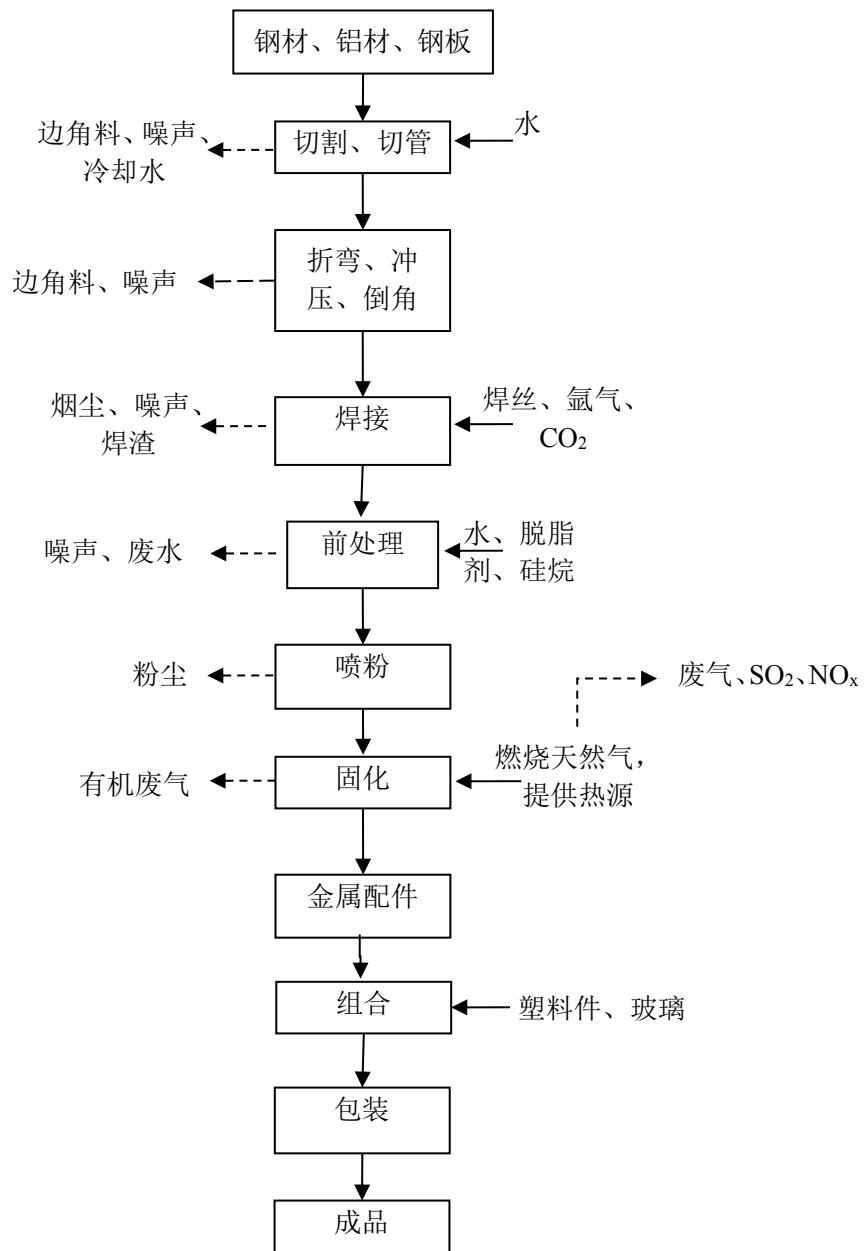 钢材、铝材、钢板
边角料、噪声、
冷却水
切割、切管
水
边角料、噪声
折弯、冲
压、倒角
烟尘、噪声、
焊渣
焊接
焊丝、氩气、
CO₂
噪声、废水
前处理
水、脱脂
剂、硅烷
粉尘
喷粉
废气、SO₂、NOₓ
有机废气
固化
燃烧天然气，
提供热源
金属配件
组合
塑料件、玻璃
包装
成品